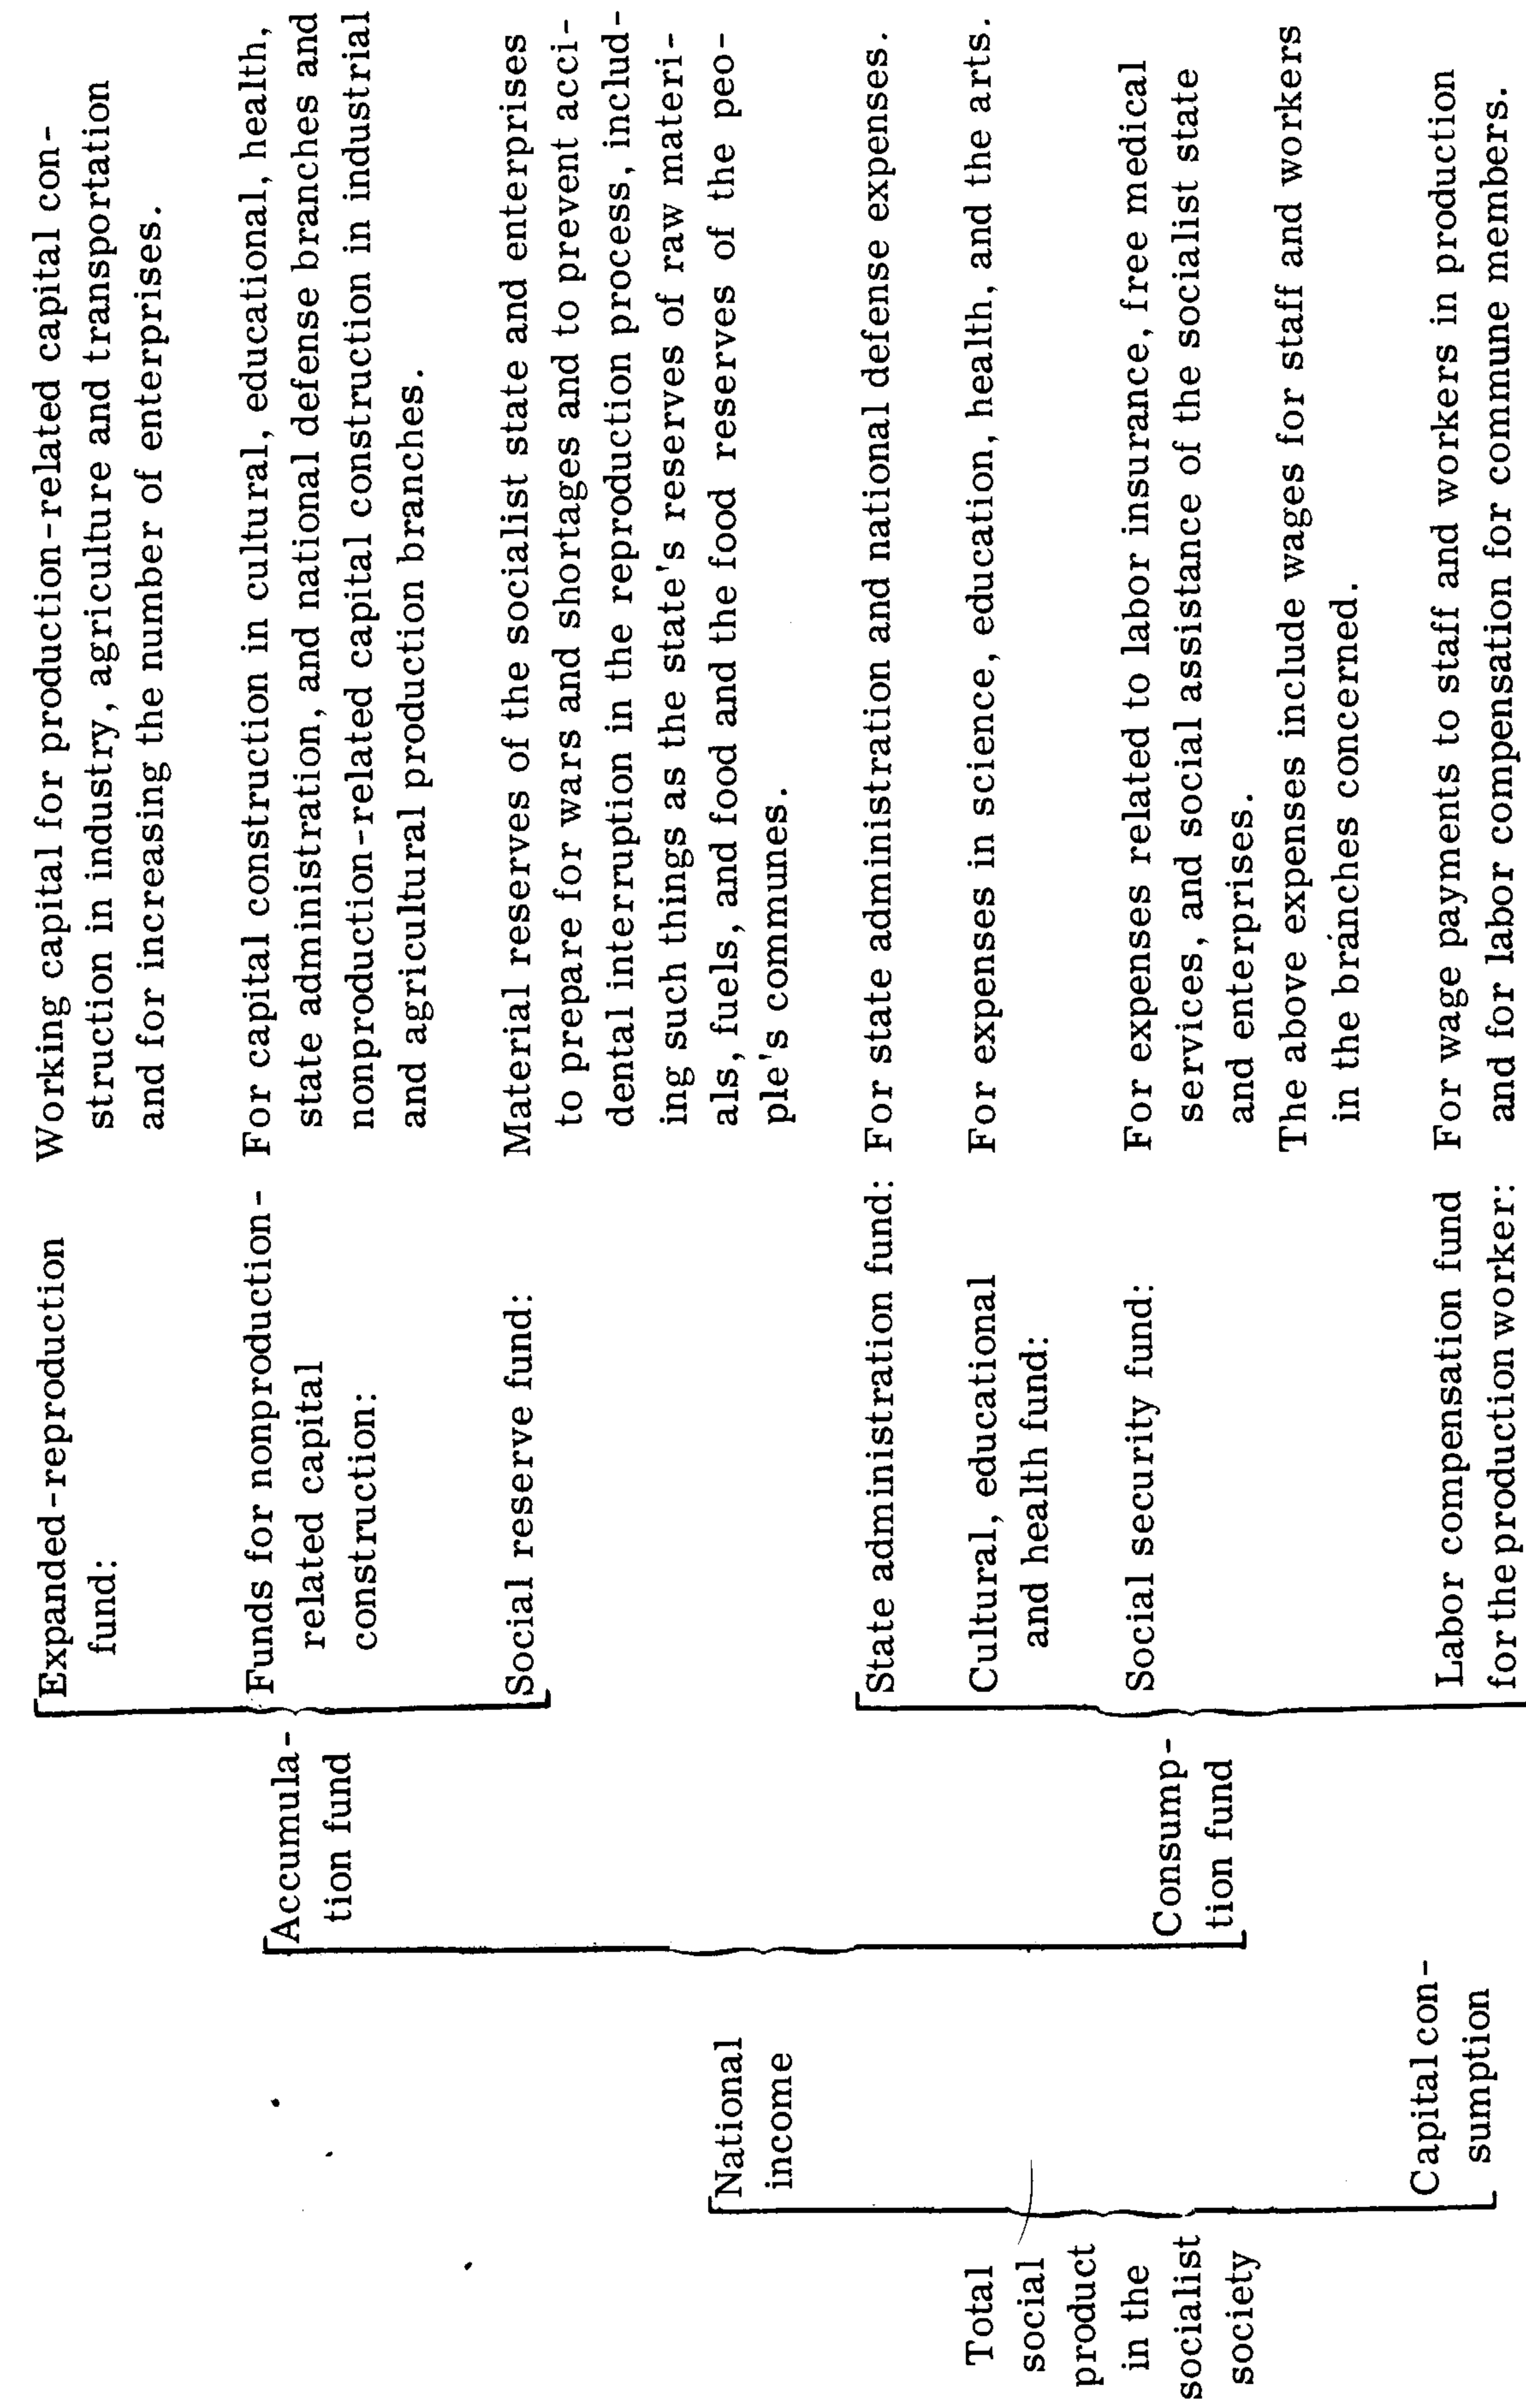 Total
social
product
in the
socialist
society
National
income
Capital con-
sumption
Accumula-
tion fund
Consump-
tion fund
Expanded-reproduction
fund:
Working capital for production-related capital con-
struction in industry, agriculture and transportation
and for increasing the number of enterprises.
Funds for nonproduction-
related capital
construction:
For capital construction in cultural, educational, health,
state administration, and national defense branches and
nonproduction-related capital construction in industrial
and agricultural production branches.
Social reserve fund:
Material reserves of the socialist state and enterprises
to prepare for wars and shortages and to prevent acci-
dental interruption in the reproduction process, includ-
ing such things as the state's reserves of raw materi-
als, fuels, and food and the food reserves of the peo-
ple's communes.
State administration fund:
For state administration and national defense expenses.
Cultural, educational
and health fund:
For expenses in science, education, health, and the arts.
Social security fund:
For expenses related to labor insurance, free medical
services, and social assistance of the socialist state
and enterprises.
The above expenses include wages for staff and workers
in the branches concerned.
Labor compensation fund
for the production worker:
For wage payments to staff and workers in production
and for labor compensation for commune members.